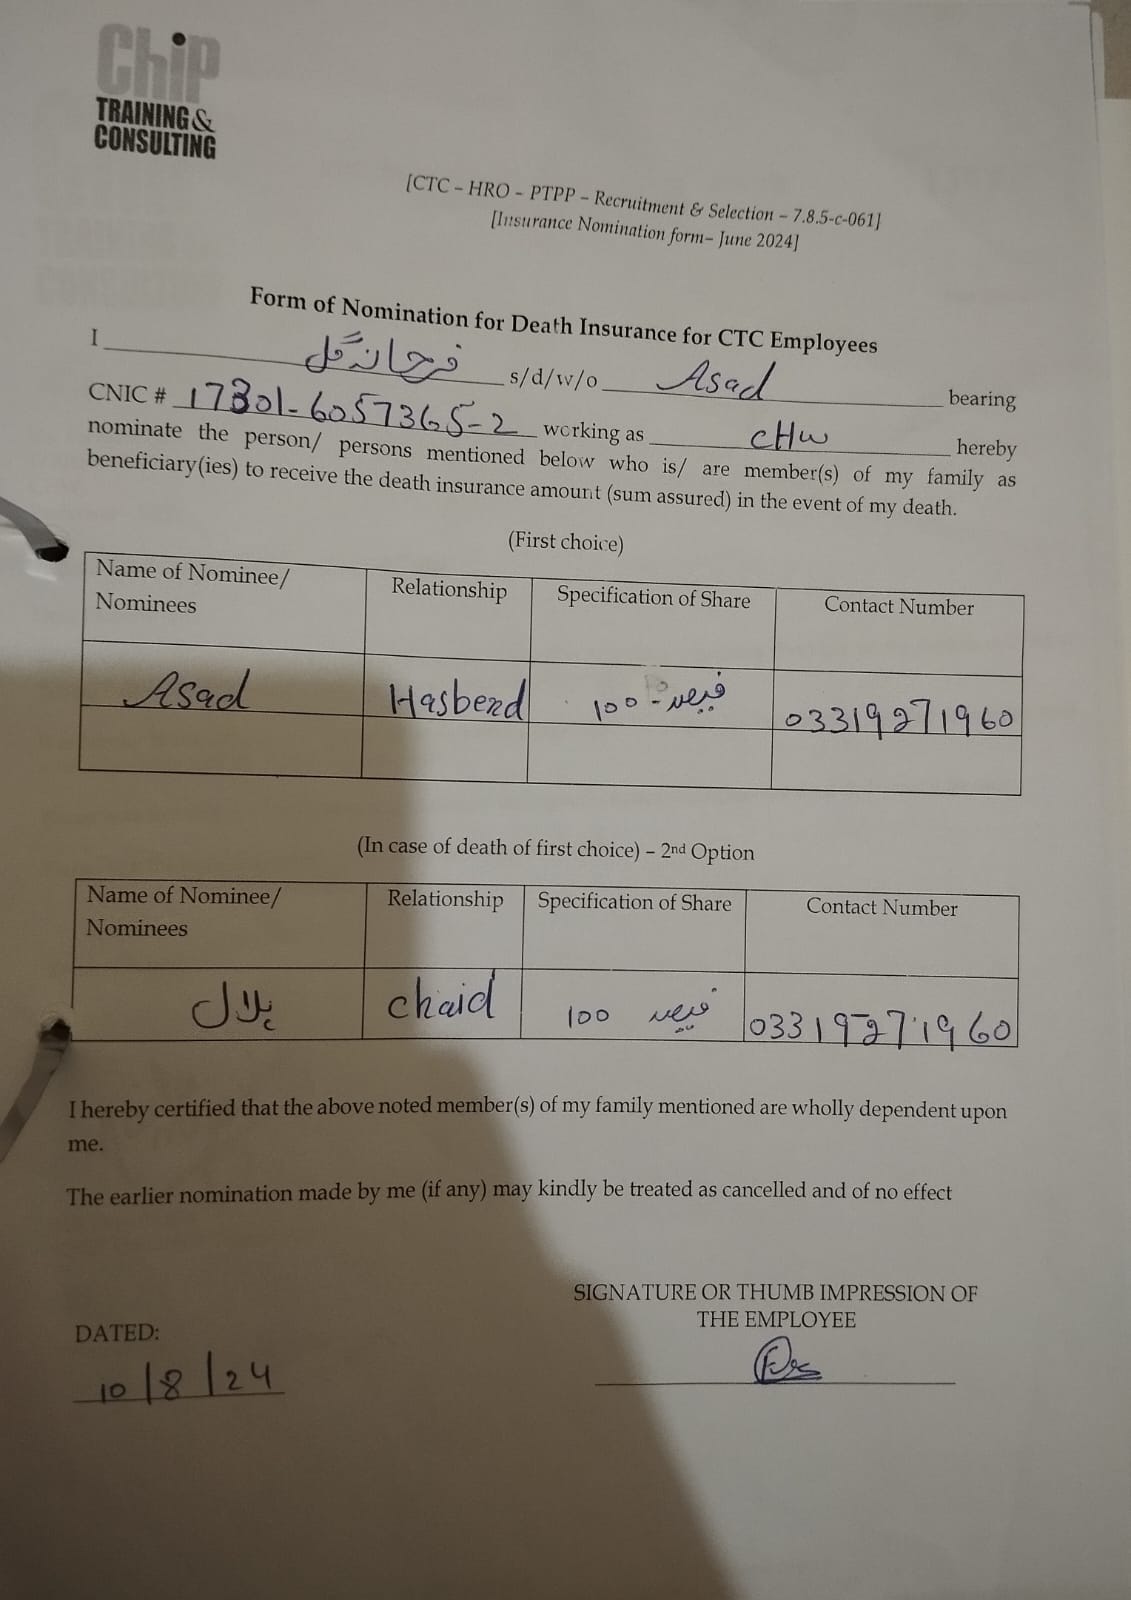 Chip
TRAINING &
CONSULTING
[CTC – HRO – PTPP – Recruitment & Selection – 7.8.5-c-061]
[Insurance Nomination form– June 2024]
Form of Nomination for Death Insurance for CTC Employees
I فرحانہ گل s/d/w/o Asad bearing
CNIC # 17301-6057365-2 working as CHW hereby
nominate the person/ persons mentioned below who is/ are member(s) of my family as
beneficiary(ies) to receive the death insurance amount (sum assured) in the event of my death.
(First choice)
Name of Nominee/ Relationship Specification of Share Contact Number
Nominees
Asad Hasbend 100 - فیصد 03319271960
(In case of death of first choice) – 2nd Option
Name of Nominee/ Relationship Specification of Share Contact Number
Nominees
بلال chaid 100 فیصد 03319271960
I hereby certified that the above noted member(s) of my family mentioned are wholly dependent upon
me.
The earlier nomination made by me (if any) may kindly be treated as cancelled and of no effect
SIGNATURE OR THUMB IMPRESSION OF
THE EMPLOYEE
DATED:
10/8/24